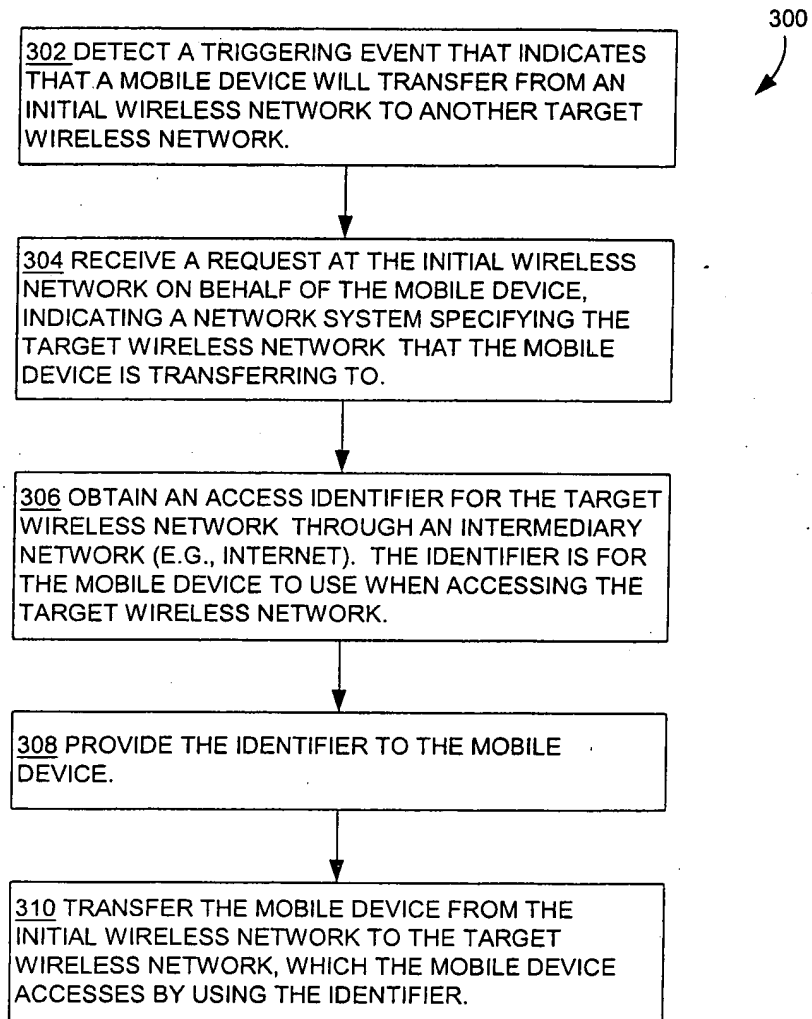 300
302 DETECT A TRIGGERING EVENT THAT INDICATES
THAT A MOBILE DEVICE WILL TRANSFER FROM AN
INITIAL WIRELESS NETWORK TO ANOTHER TARGET
WIRELESS NETWORK.
304 RECEIVE A REQUEST AT THE INITIAL WIRELESS
NETWORK ON BEHALF OF THE MOBILE DEVICE,
INDICATING A NETWORK SYSTEM SPECIFYING THE
TARGET WIRELESS NETWORK THAT THE MOBILE
DEVICE IS TRANSFERRING TO.
306 OBTAIN AN ACCESS IDENTIFIER FOR THE TARGET
WIRELESS NETWORK THROUGH AN INTERMEDIARY
NETWORK (E.G., INTERNET). THE IDENTIFIER IS FOR
THE MOBILE DEVICE TO USE WHEN ACCESSING THE
TARGET WIRELESS NETWORK.
308 PROVIDE THE IDENTIFIER TO THE MOBILE
DEVICE.
310 TRANSFER THE MOBILE DEVICE FROM THE
INITIAL WIRELESS NETWORK TO THE TARGET
WIRELESS NETWORK, WHICH THE MOBILE DEVICE
ACCESSES BY USING THE IDENTIFIER.